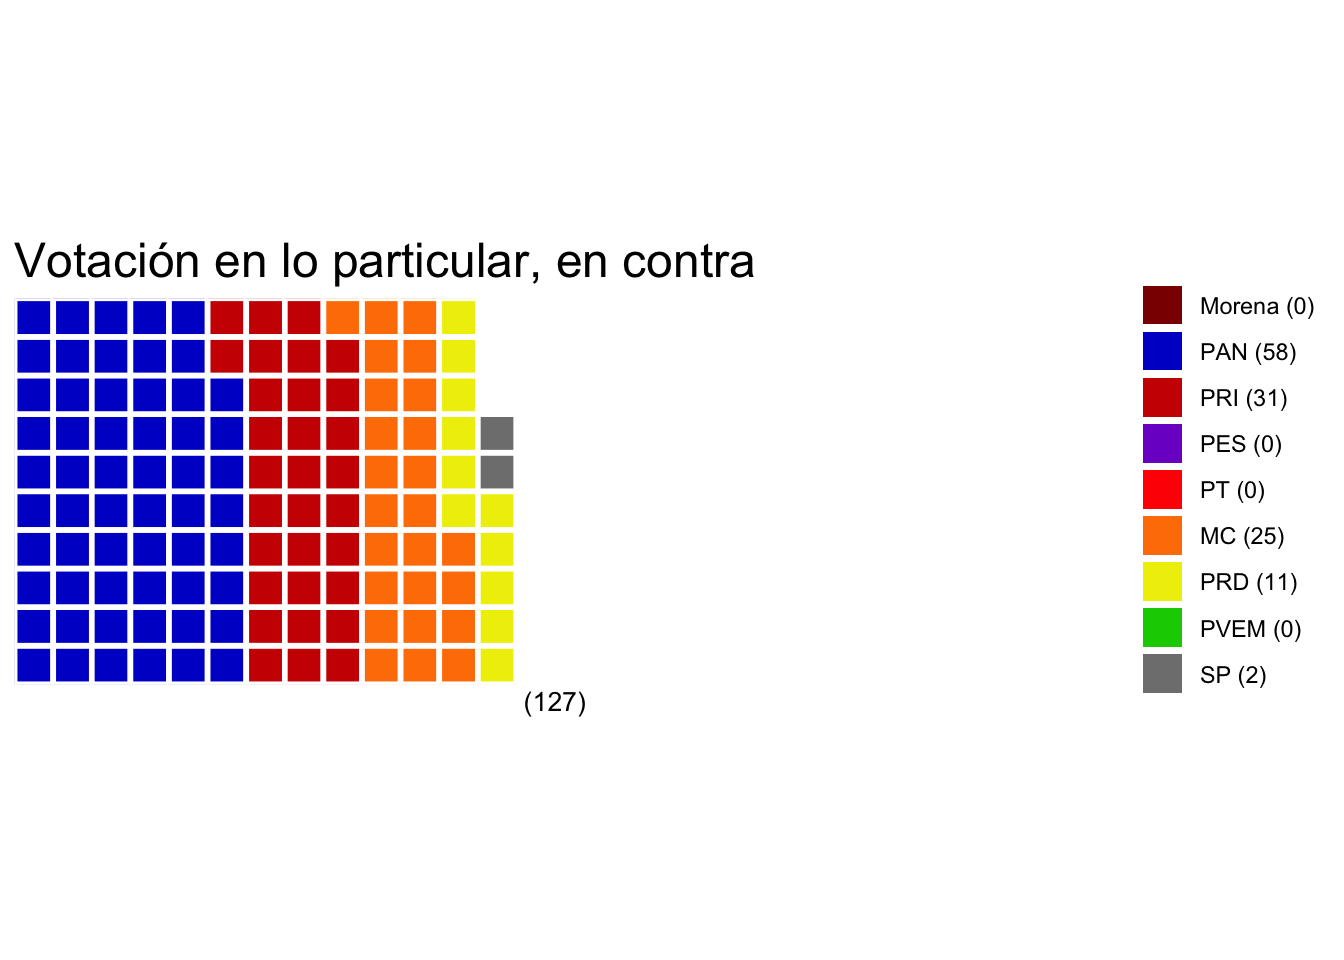 Votación en lo particular, en contra
Morena (0)
PAN (58)
PRI (31)
PES (0)
PT (0)
MC (25)
PRD (11)
PVEM (0)
SP (2)
(127)